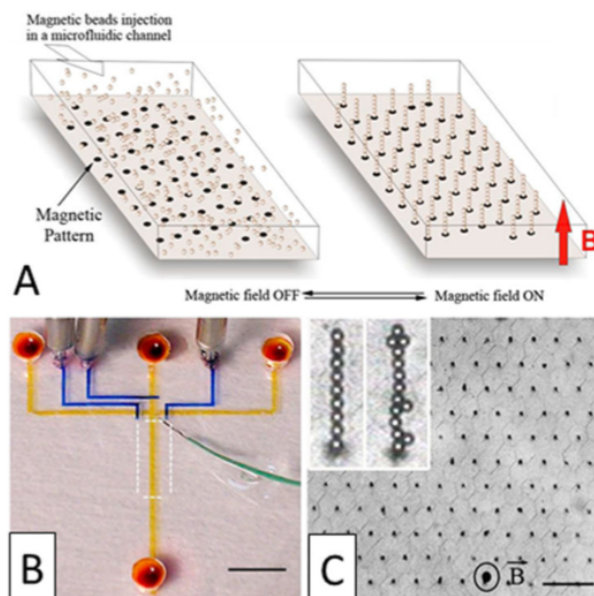 Magnetic beads injection
in a microfluidic channel
Magnetic
Pattern
B
A
Magnetic field OFF
Magnetic field ON
B
C
B